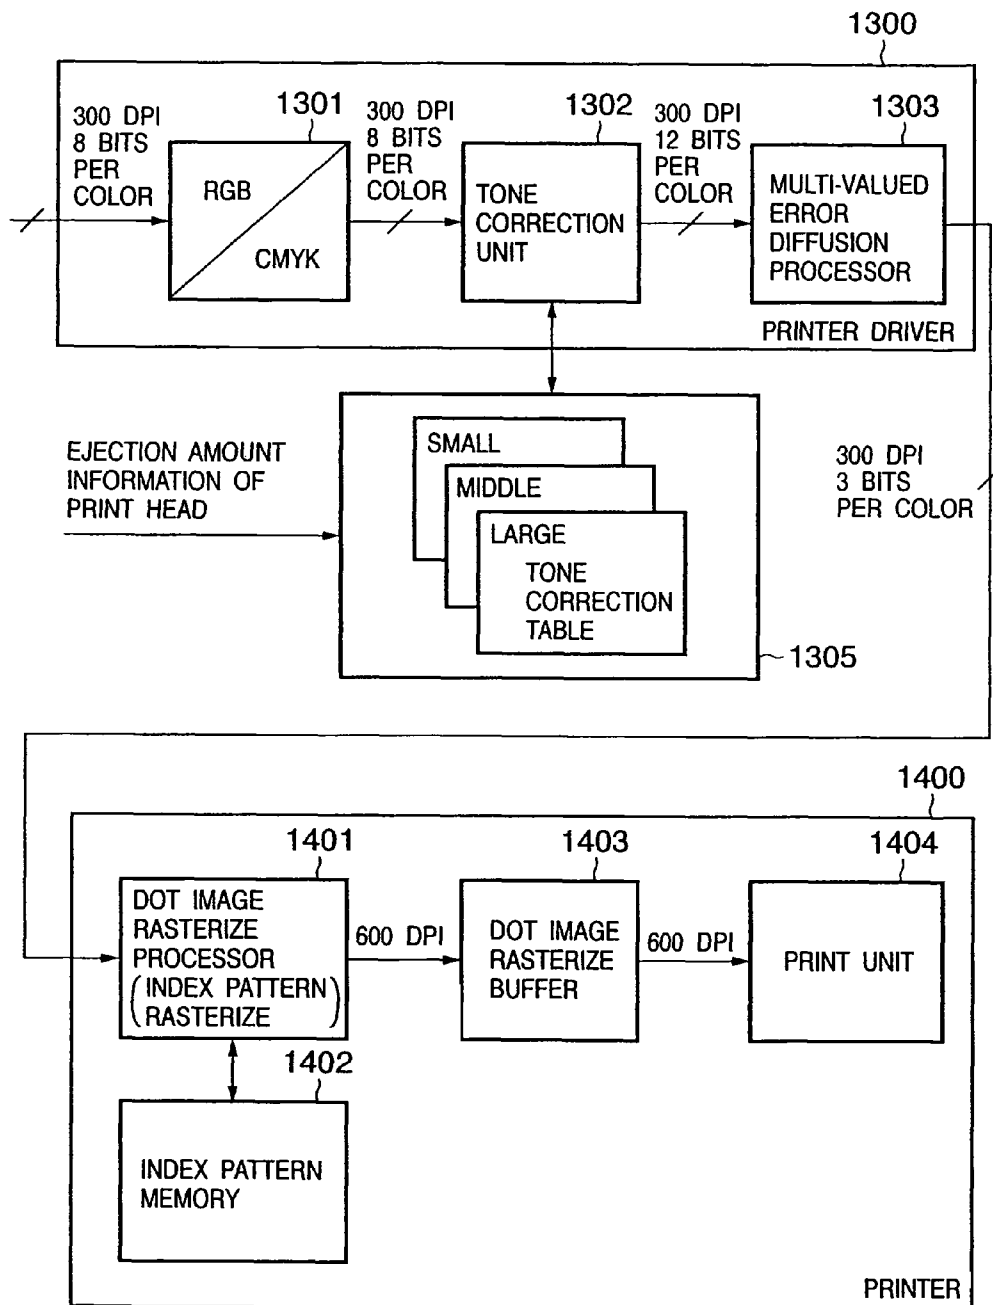 1300
300 DPI
8 BITS
PER
COLOR
1301
RGB
CMYK
300 DPI
8 BITS
PER
COLOR
1302
TONE
CORRECTION
UNIT
300 DPI
12 BITS
PER
COLOR
1303
MULTI-VALUED
ERROR
DIFFUSION
PROCESSOR
PRINTER DRIVER
EJECTION AMOUNT
INFORMATION OF
PRINT HEAD
SMALL
MIDDLE
LARGE
TONE
CORRECTION
TABLE
1305
300 DPI
3 BITS
PER COLOR
1400
1401
DOT IMAGE
RASTERIZE
PROCESSOR
(INDEX PATTERN
RASTERIZE)
600 DPI
1403
DOT IMAGE
RASTERIZE
BUFFER
600 DPI
1404
PRINT UNIT
1402
INDEX PATTERN
MEMORY
PRINTER